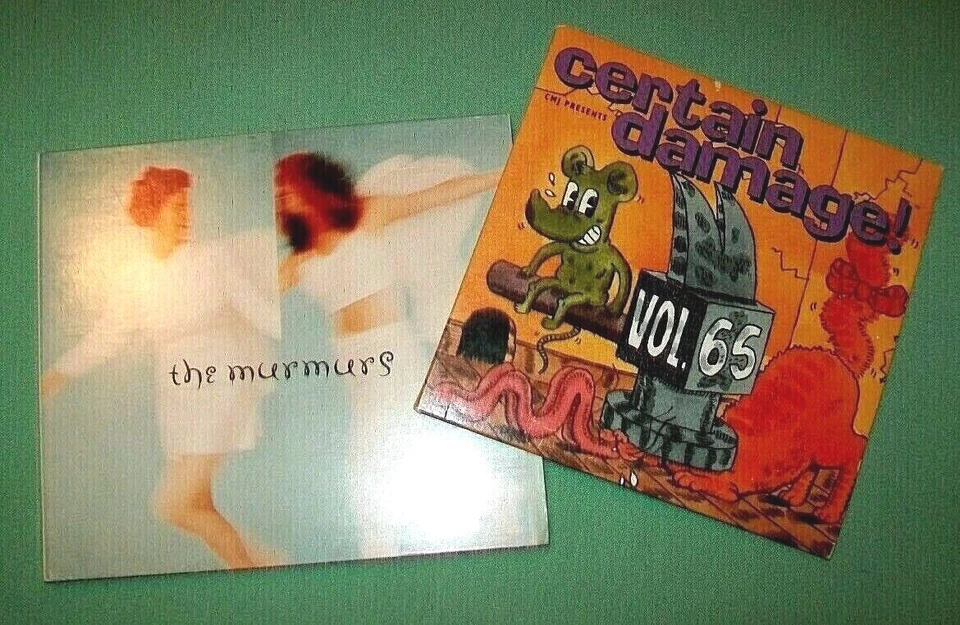 the murmurs
certain
CMJ PRESENTS
damage!
VOL. 65